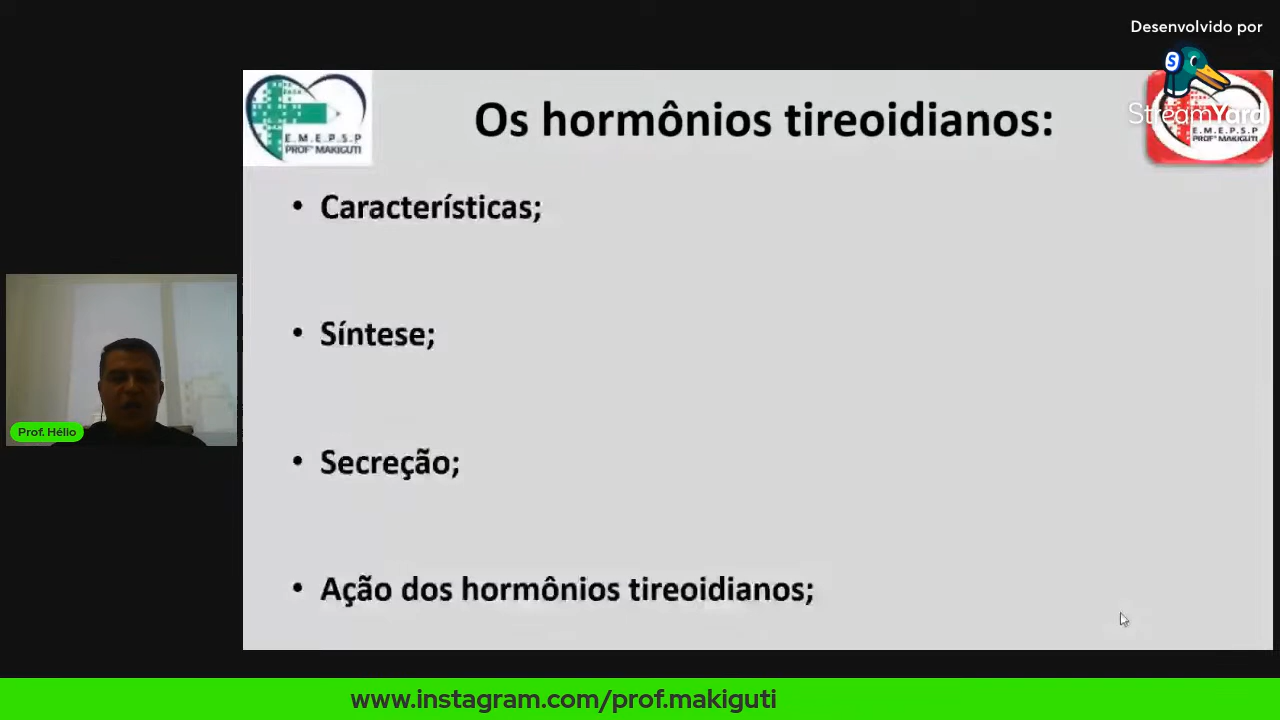 Desenvolvido por
StreamYard
E.M.E.P.S.P
PROFº MAKIGUTI
Os hormônios tireoidianos:
E.M.E.P.S.P
PROFº MAKIGUTI
• Características;
• Síntese;
• Secreção;
• Ação dos hormônios tireoidianos;
Prof. Hélio
www.instagram.com/prof.makiguti